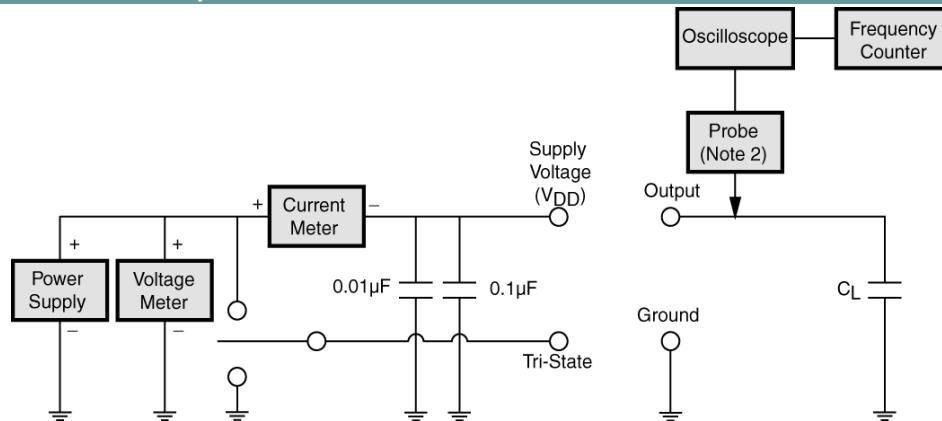 Oscilloscope
Frequency
Counter
Probe
(Note 2)
Supply
Voltage
(VDD)
Output
+
Current
Meter
–
+
+
Power
Supply
Voltage
Meter
0.01µF
0.1µF
CL
–
–
Ground
Tri-State